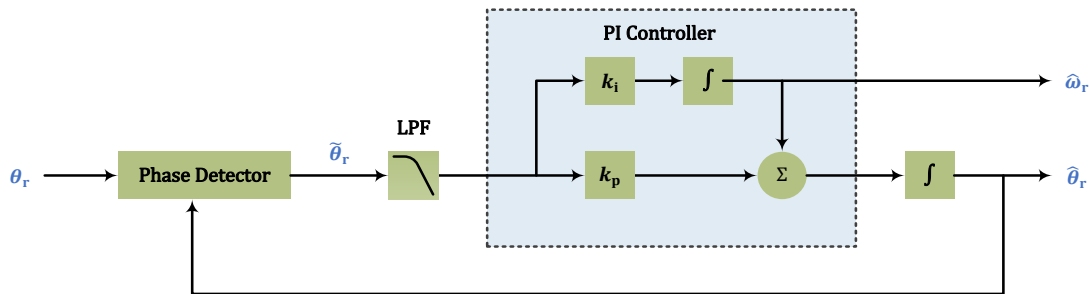 PI Controller
k_i
∫
ω̂_r
LPF
θ_r
Phase Detector
θ̃_r
k_p
Σ
∫
θ̂_r